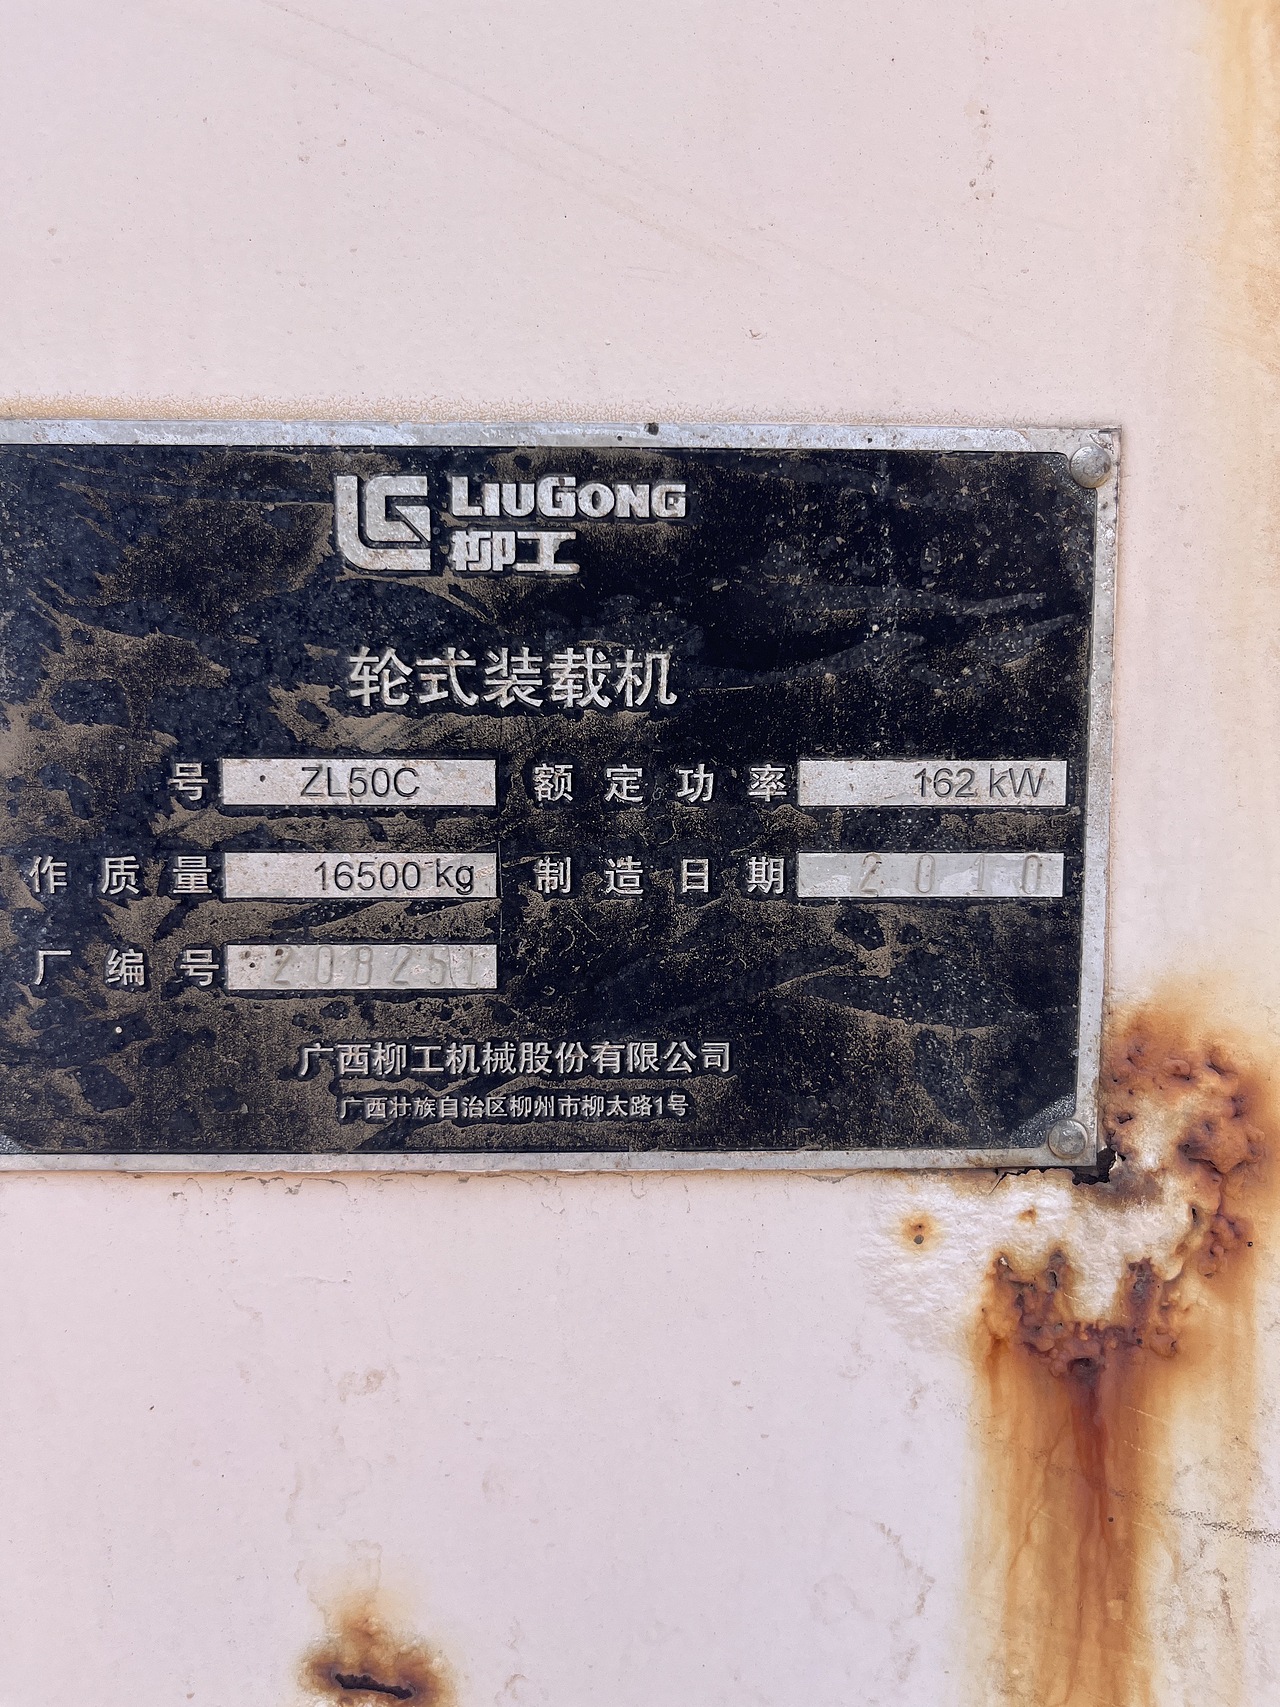 LG LIUGONG
柳工
轮式装载机
号 ZL50C 额定功率 162 kW
作质量 16500 kg 制造日期 2010
厂编号 208251
广西柳工机械股份有限公司
广西壮族自治区柳州市柳太路1号